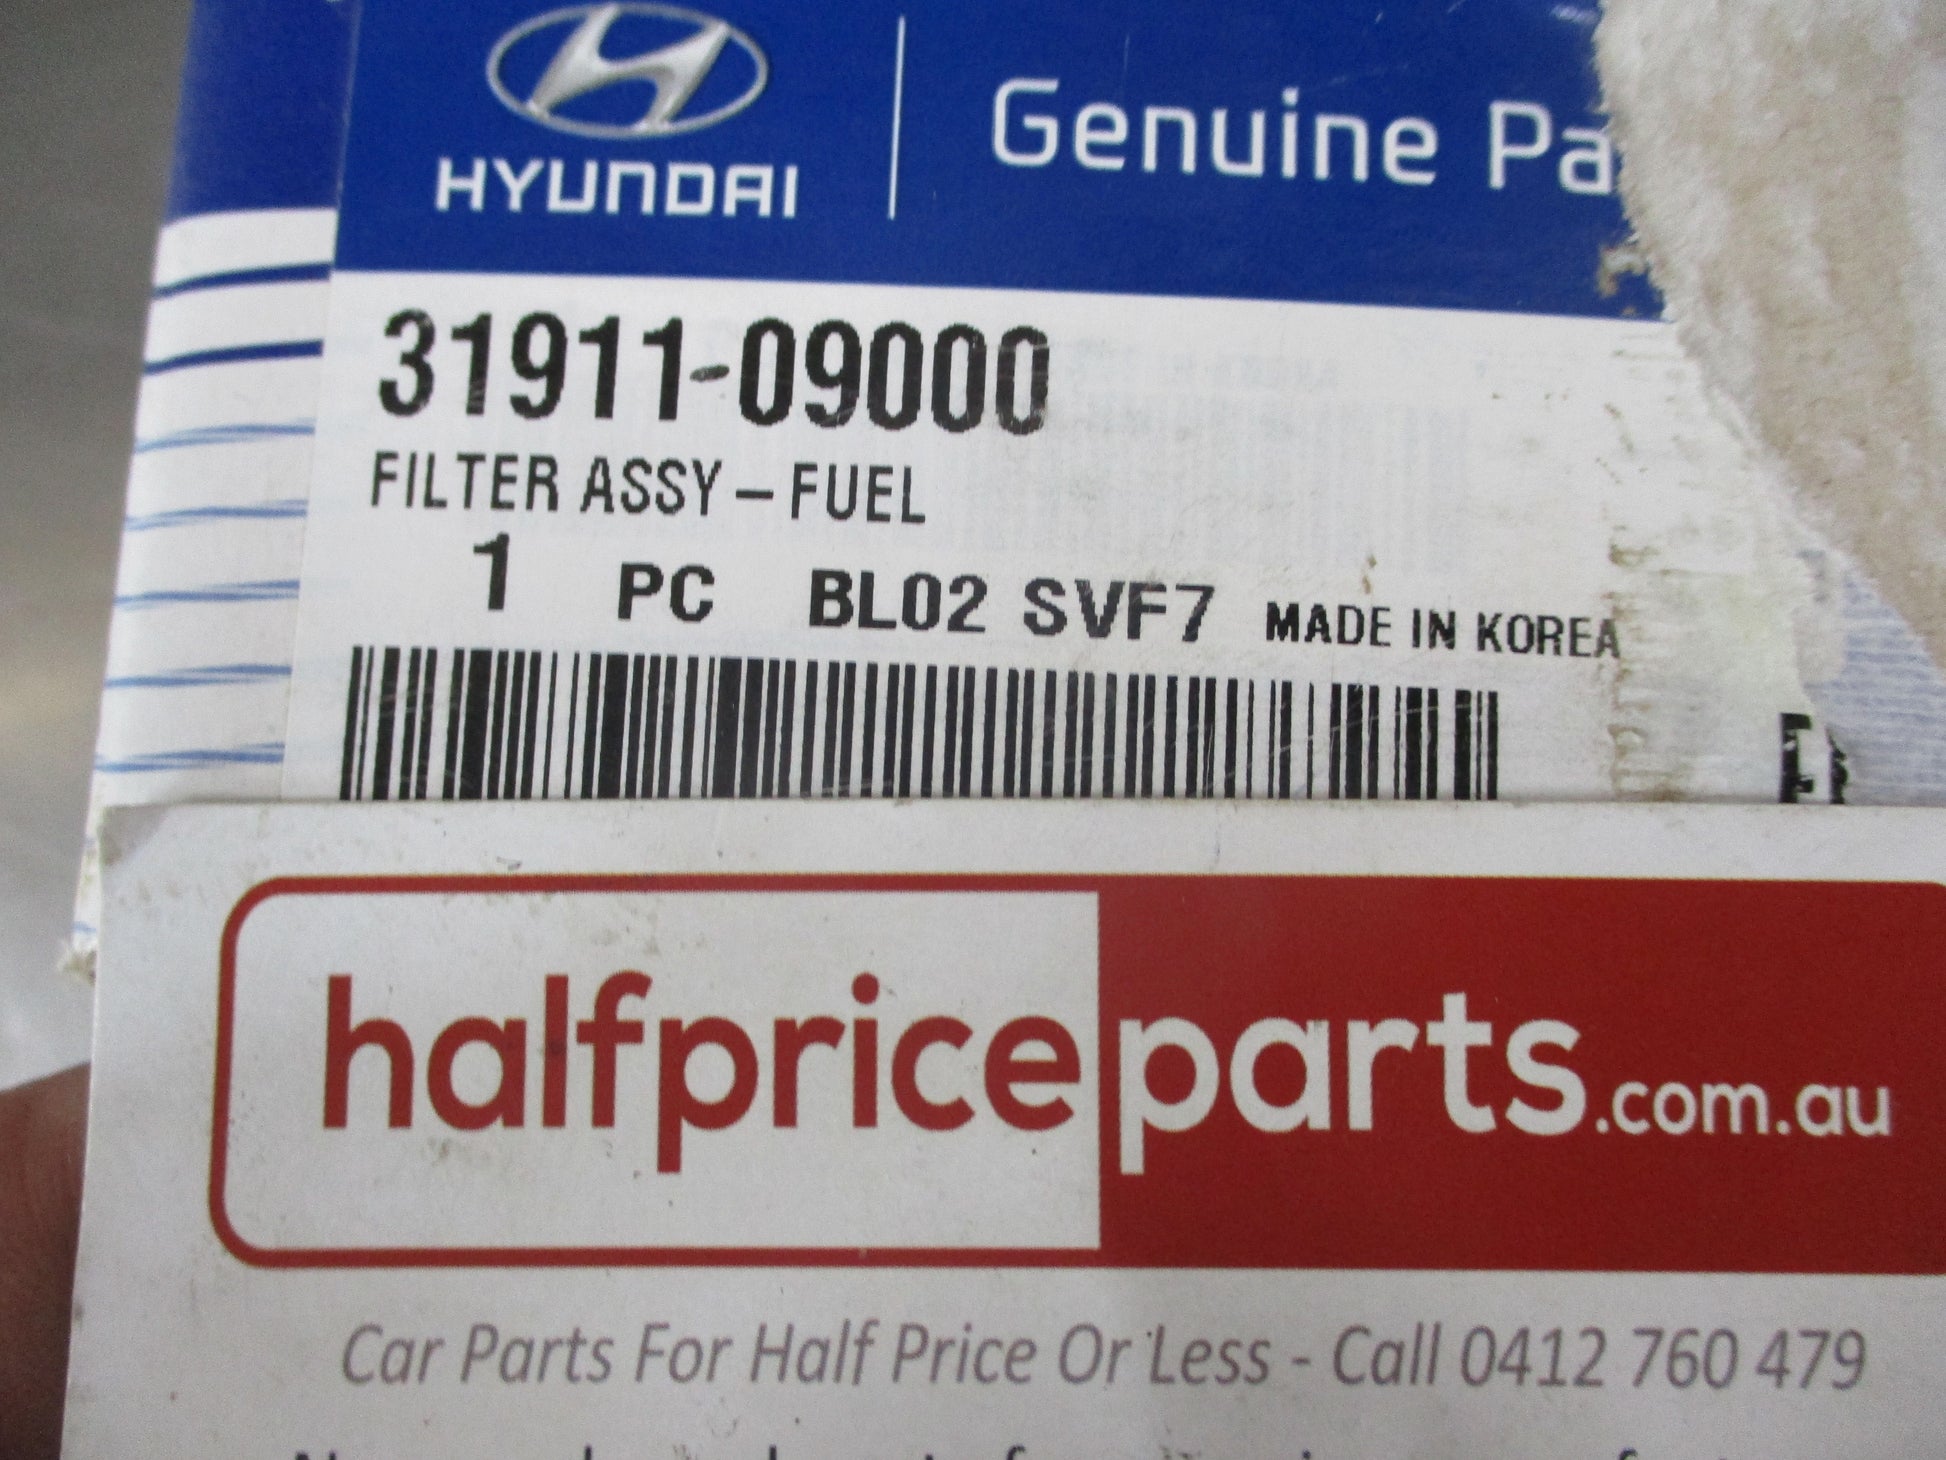 HYUNDAI
Genuine Pa
31911-09000
FILTER ASSY – FUEL
1 PC BL02 SVF7 MADE IN KOREA
halfpriceparts.com.au
Car Parts For Half Price Or Less - Call 0412 760 479